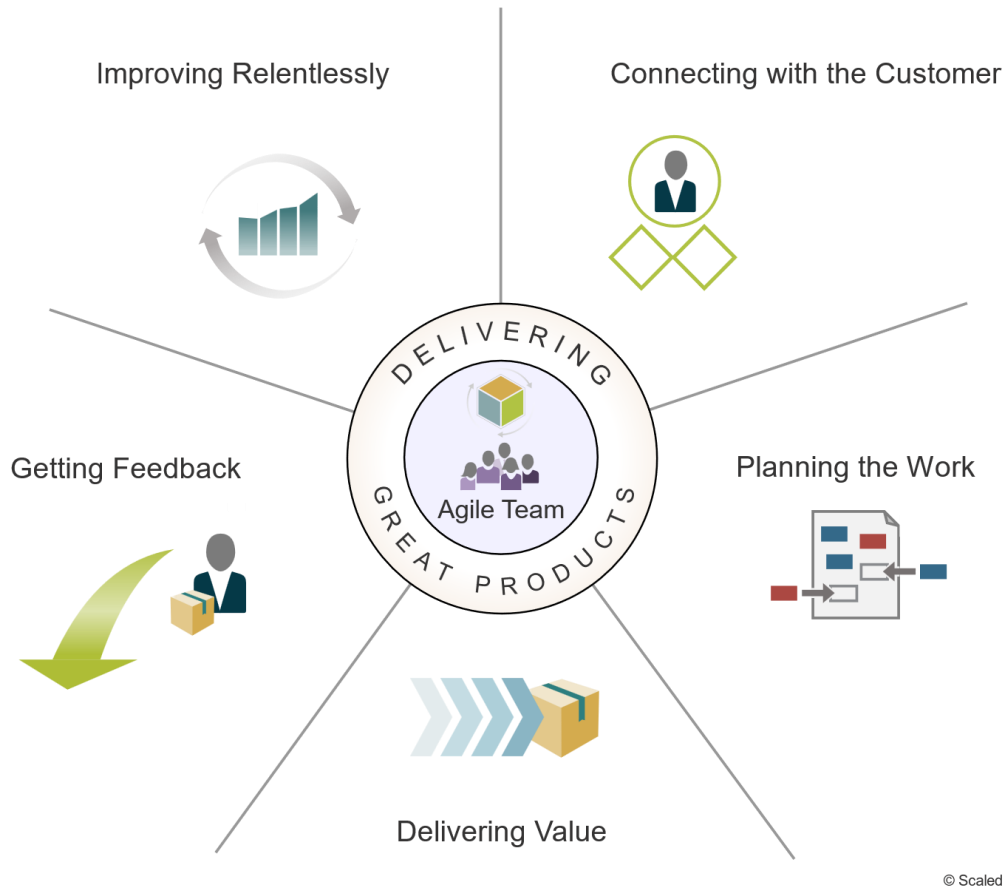 Improving Relentlessly
Connecting with the Customer
DELIVERING
Agile Team
GREAT PRODUCTS
Getting Feedback
Planning the Work
Delivering Value
© Scaled